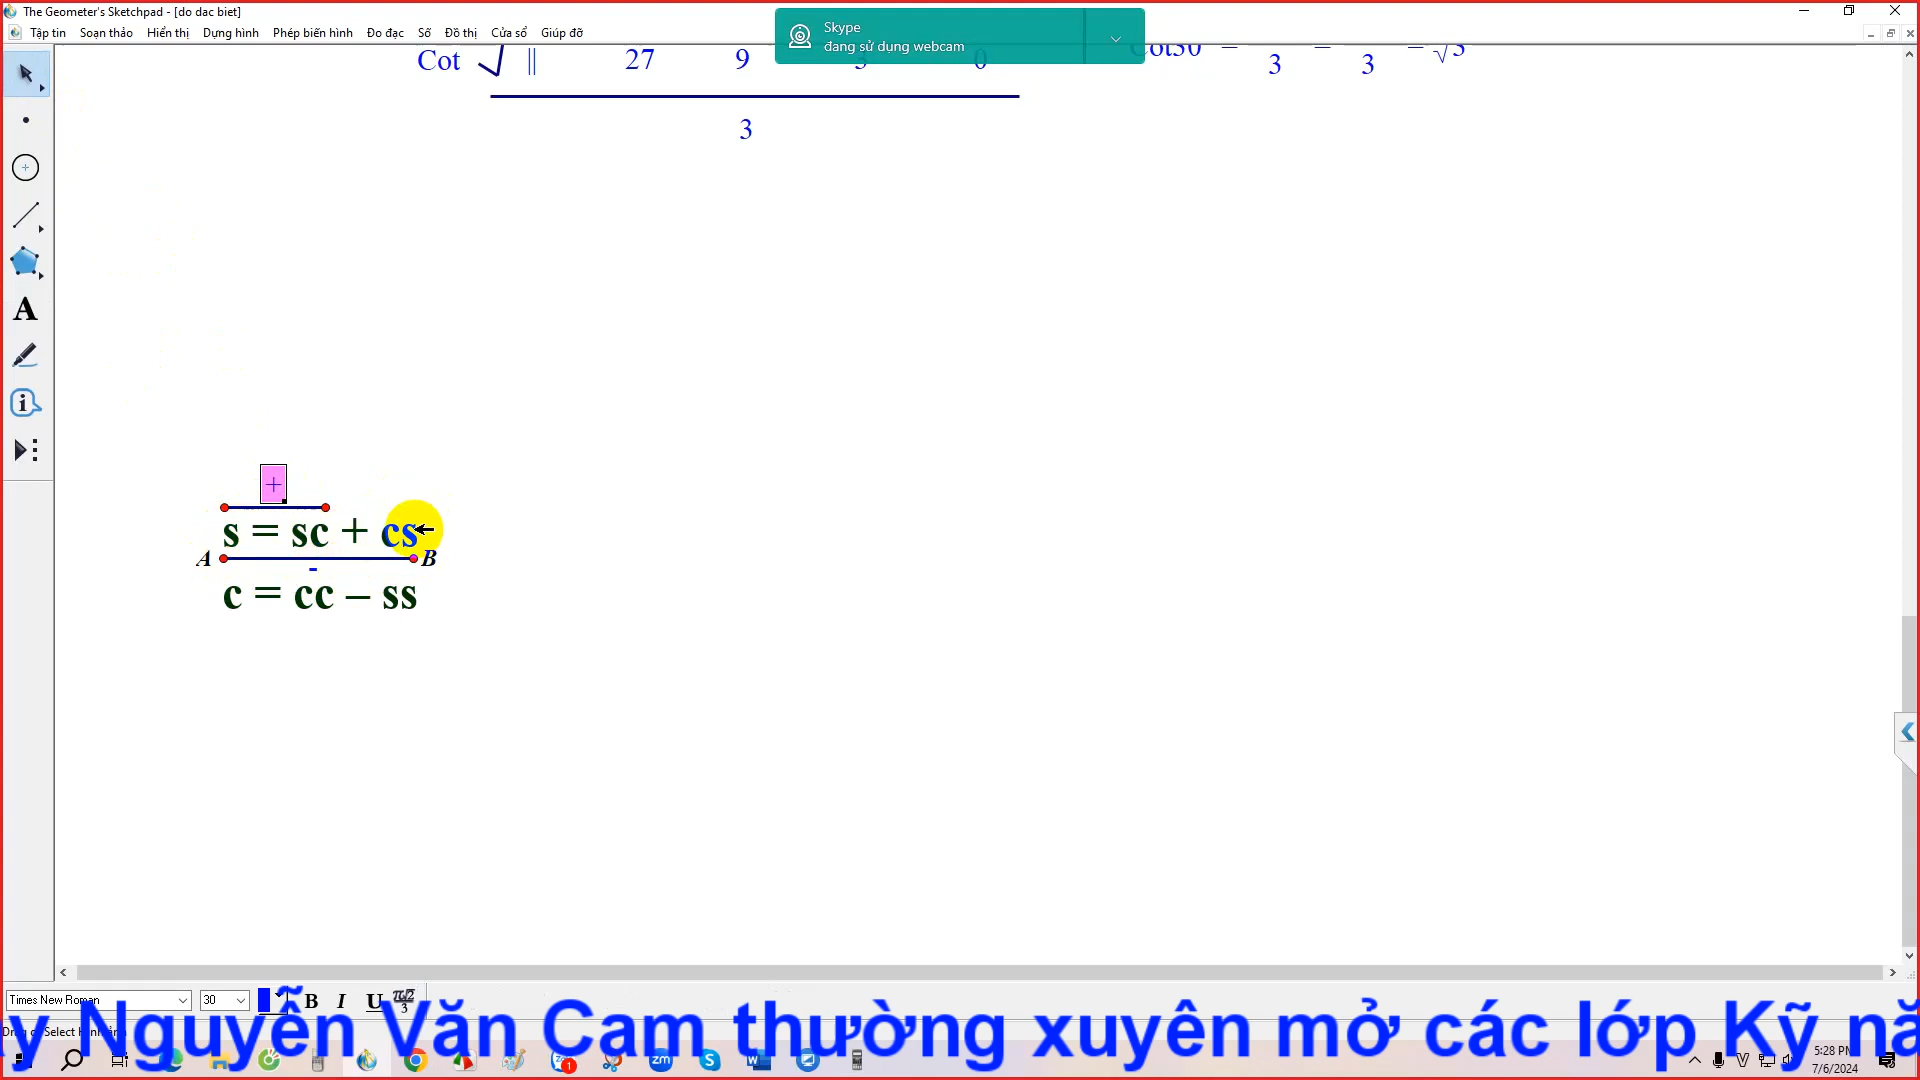 The Geometer's Sketchpad - [do dac biet]
Tập tin Soạn thảo Hiển thị Dựng hình Phép biến hình Đo đạc Số Đồ thị Cửa sổ Giúp đỡ
Skype
đang sử dụng webcam
Cot √ || 27 9 3 0
3
3 = 3 = √3
+
s = sc + cs
A B
-
c = cc – ss
Times New Roman 30 B I U
Nguyễn Văn Cam thường xuyên mở các lớp Kỹ
5:28 PM
7/6/2024